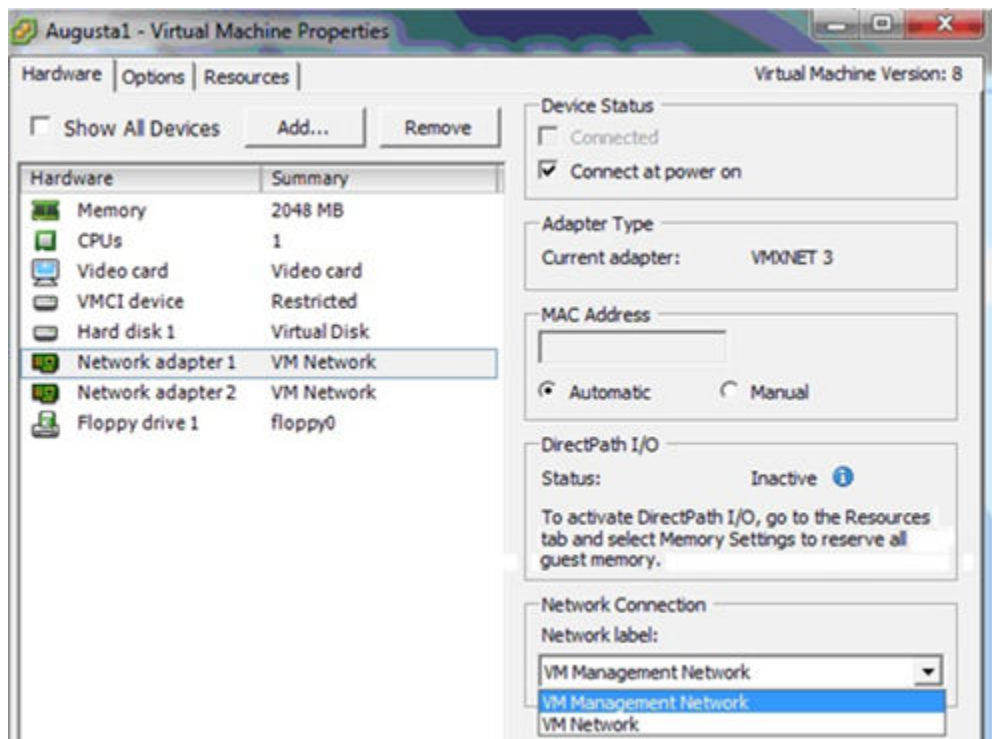 Augusta1 - Virtual Machine Properties
Hardware Options Resources Virtual Machine Version: 8
Show All Devices Add... Remove
Hardware Summary
Memory 2048 MB
CPUs 1
Video card Video card
VMCI device Restricted
Hard disk 1 Virtual Disk
Network adapter 1 VM Network
Network adapter 2 VM Network
Floppy drive 1 floppy0
Device Status
Connected
Connect at power on
Adapter Type
Current adapter: VMXNET 3
MAC Address
Automatic Manual
DirectPath I/O
Status: Inactive
To activate DirectPath I/O, go to the Resources
tab and select Memory Settings to reserve all
guest memory.
Network Connection
Network label:
VM Management Network
VM Management Network
VM Network